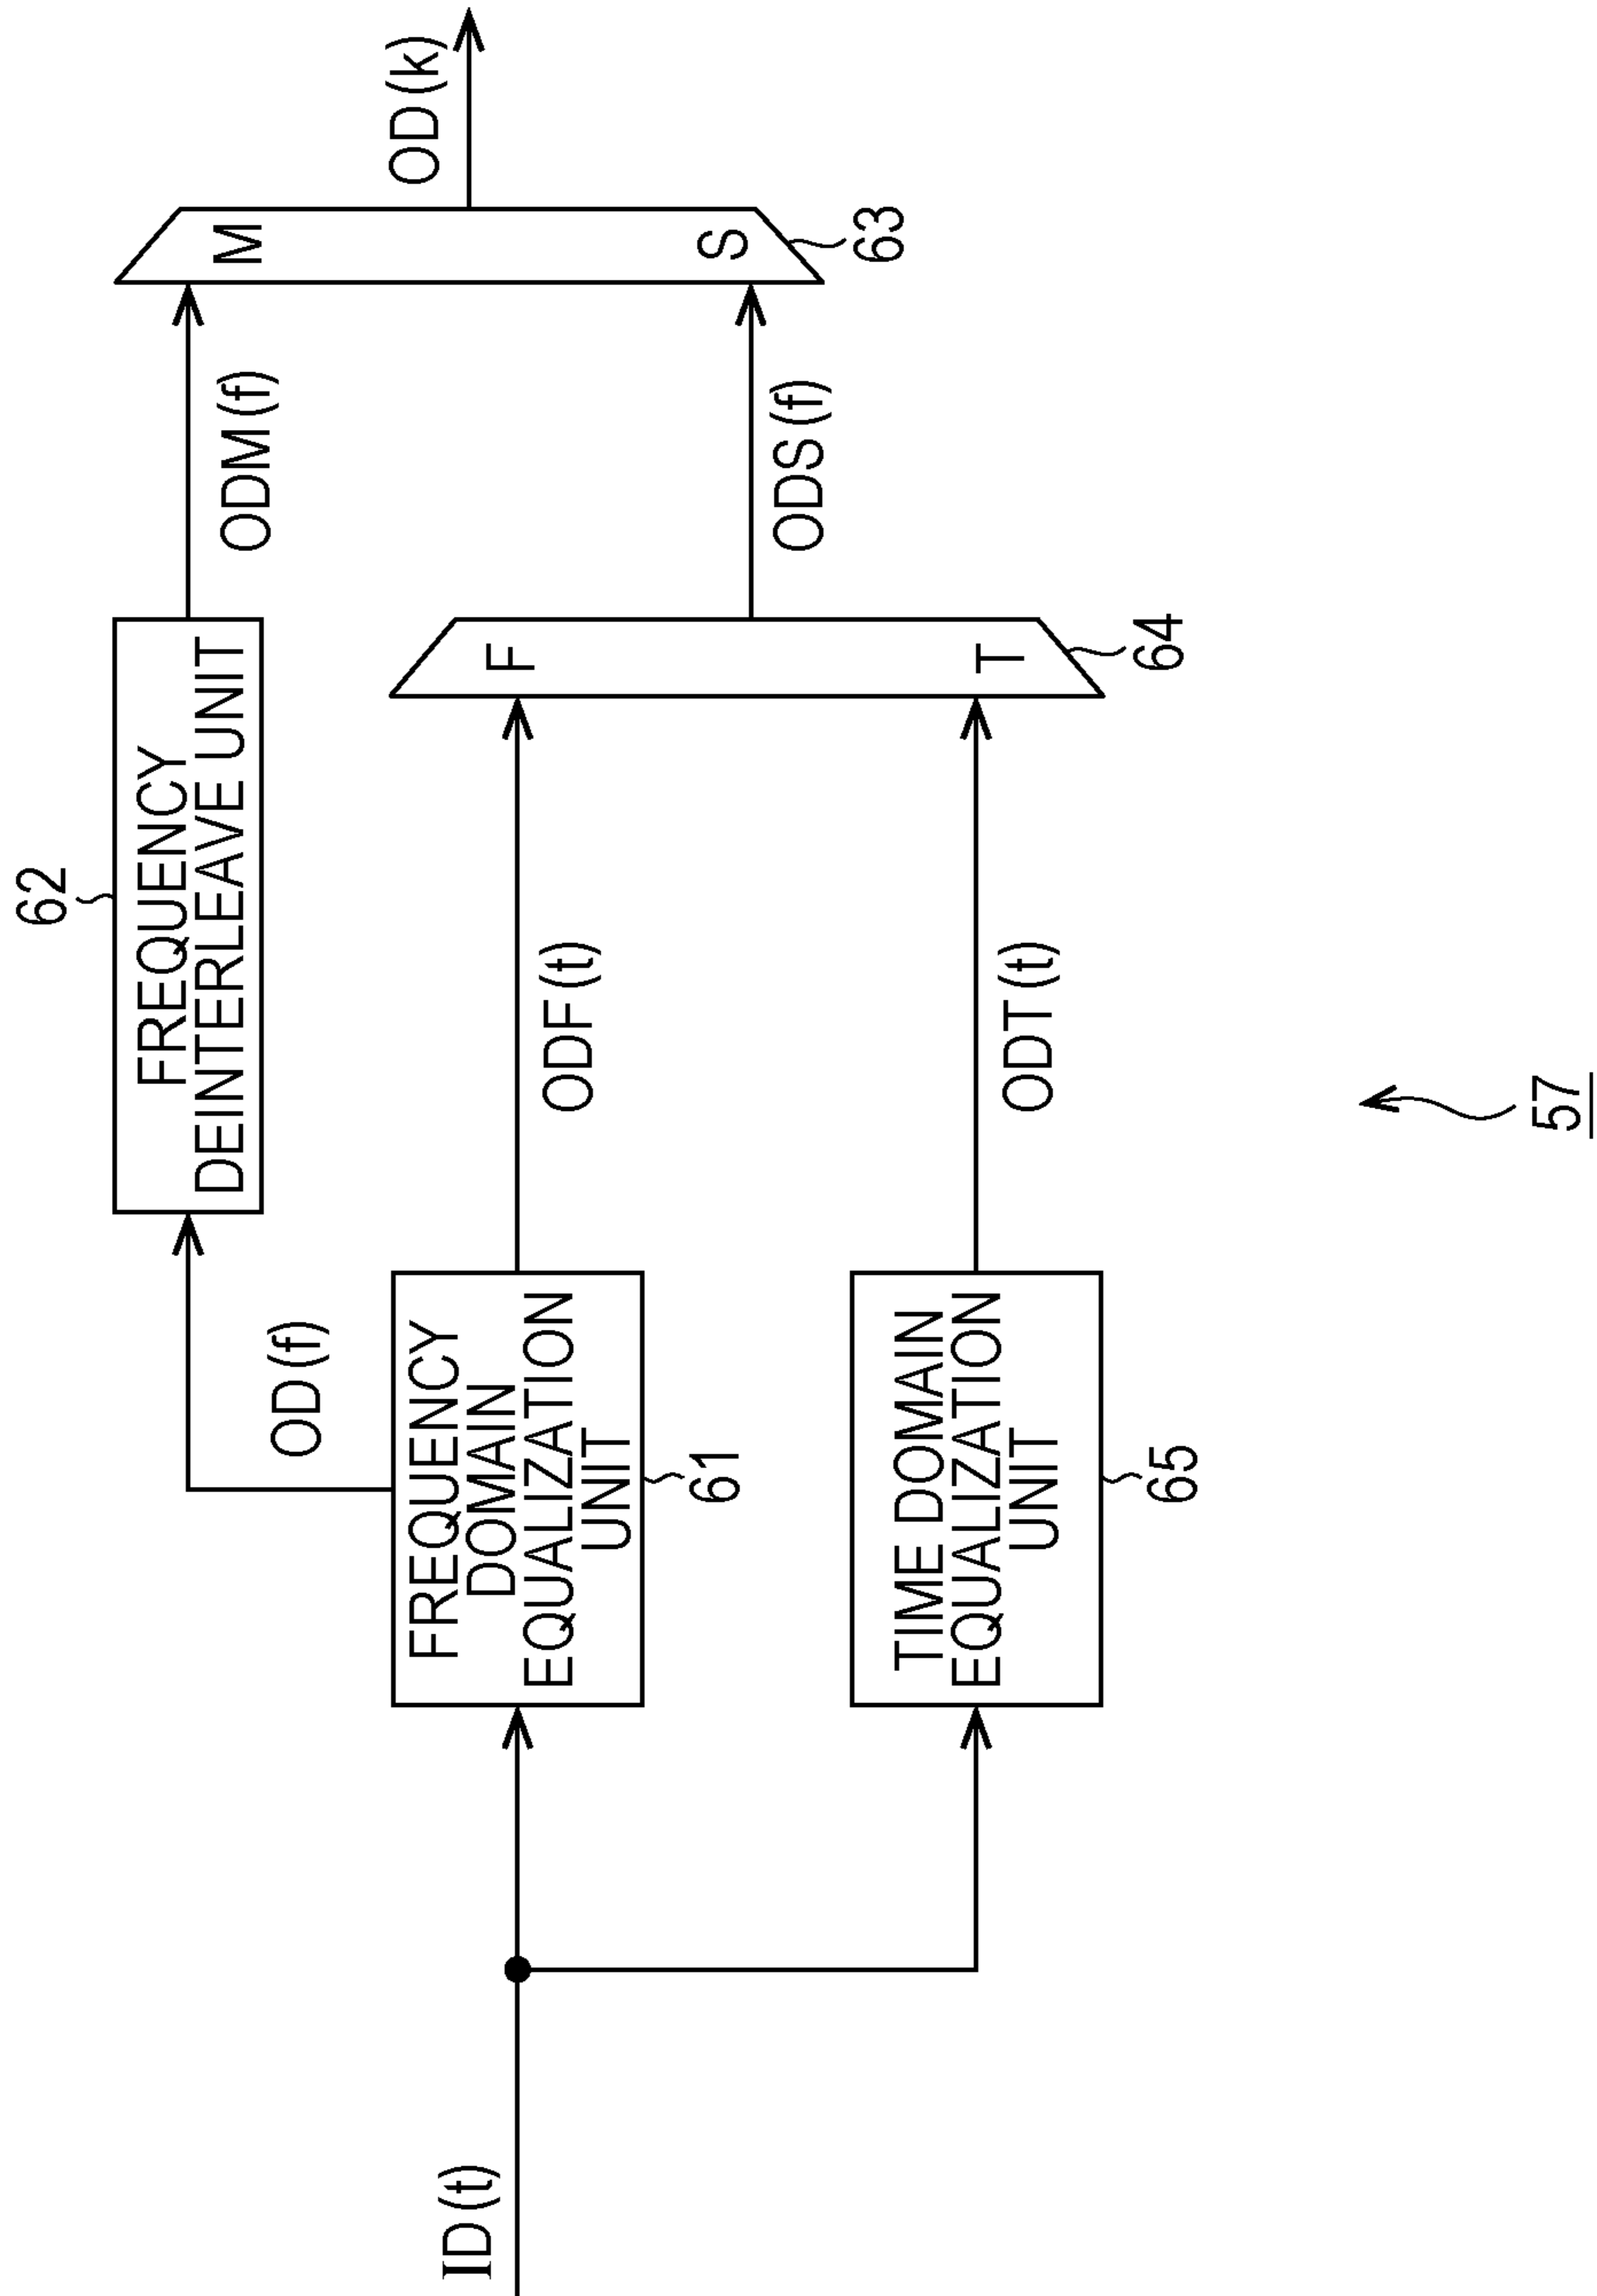 62
FREQUENCY
DEINTERLEAVE UNIT
OD (f)
ODM (f)
M
OD (k)
ID (t)
FREQUENCY
DOMAIN
EQUALIZATION
UNIT
61
ODF (t)
F
ODS (f)
S
63
TIME DOMAIN
EQUALIZATION
UNIT
65
ODT (t)
T
64
57